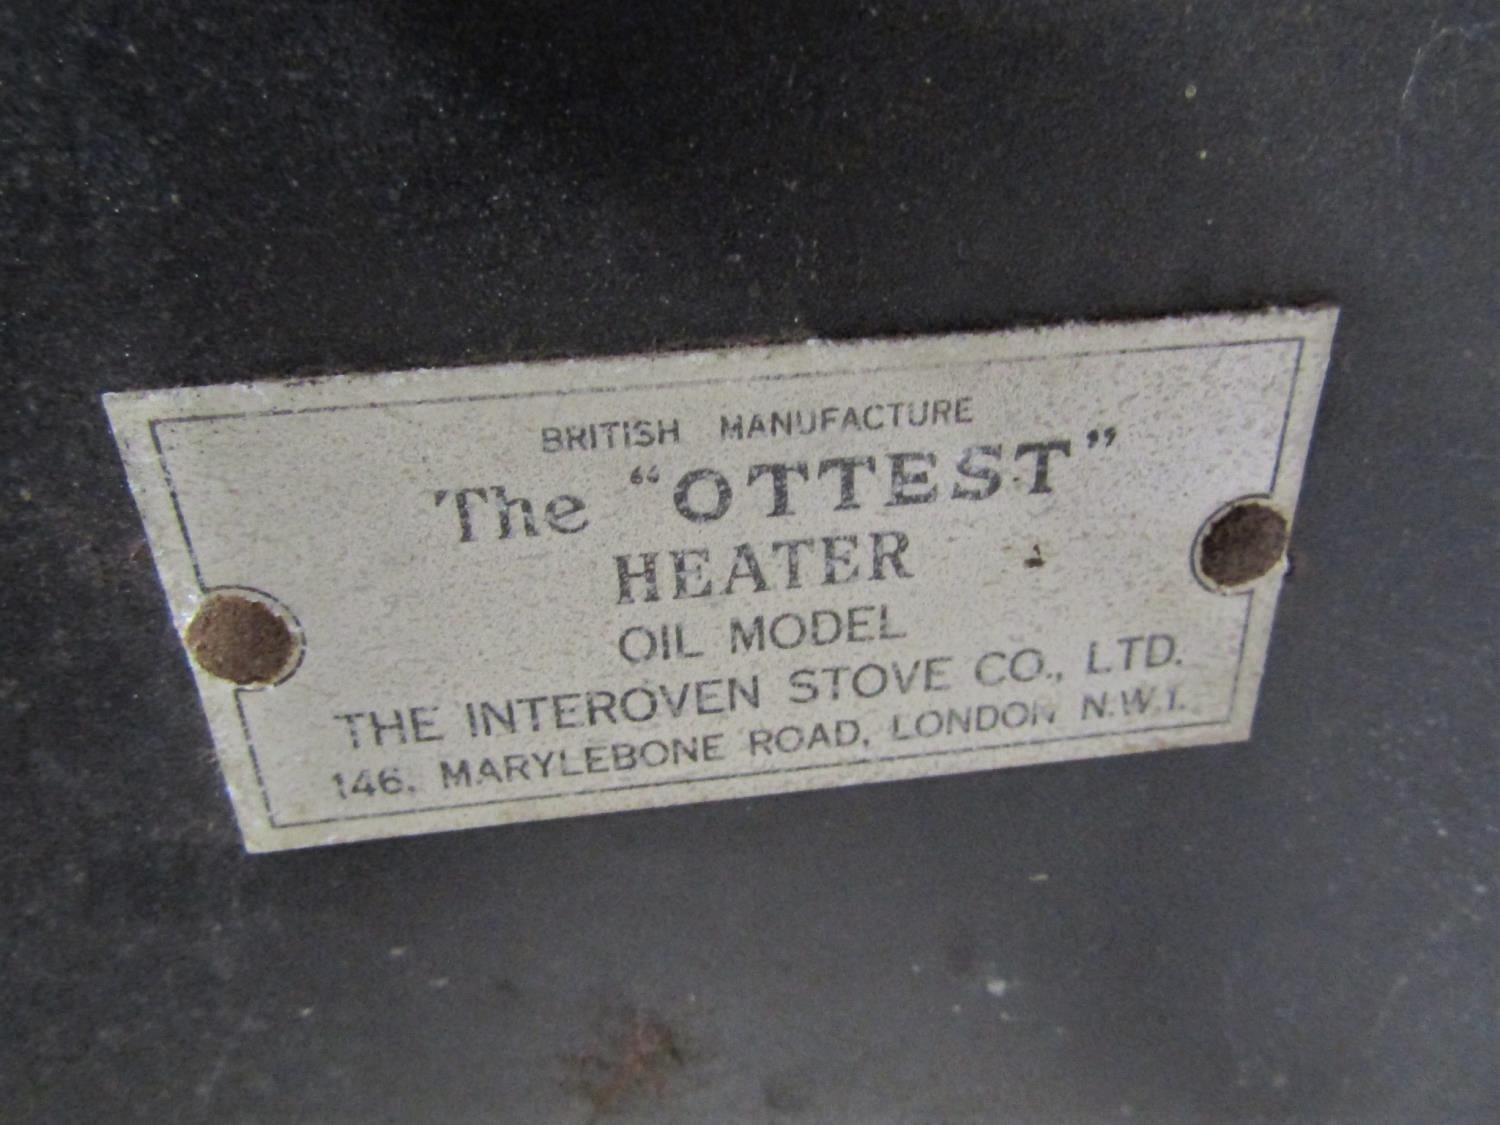 BRITISH MANUFACTURE
The "OTTEST"
HEATER
OIL MODEL
THE INTEROVEN STOVE CO., LTD.
146, MARYLEBONE ROAD, LONDON N.W.1.